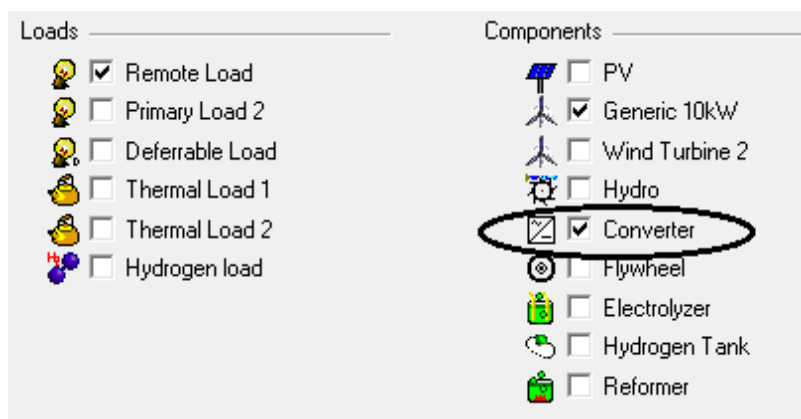 Loads
Remote Load
Primary Load 2
Deferrable Load
Thermal Load 1
Thermal Load 2
Hydrogen load
Components
PV
Generic 10kW
Wind Turbine 2
Hydro
Converter
Flywheel
Electrolyzer
Hydrogen Tank
Reformer